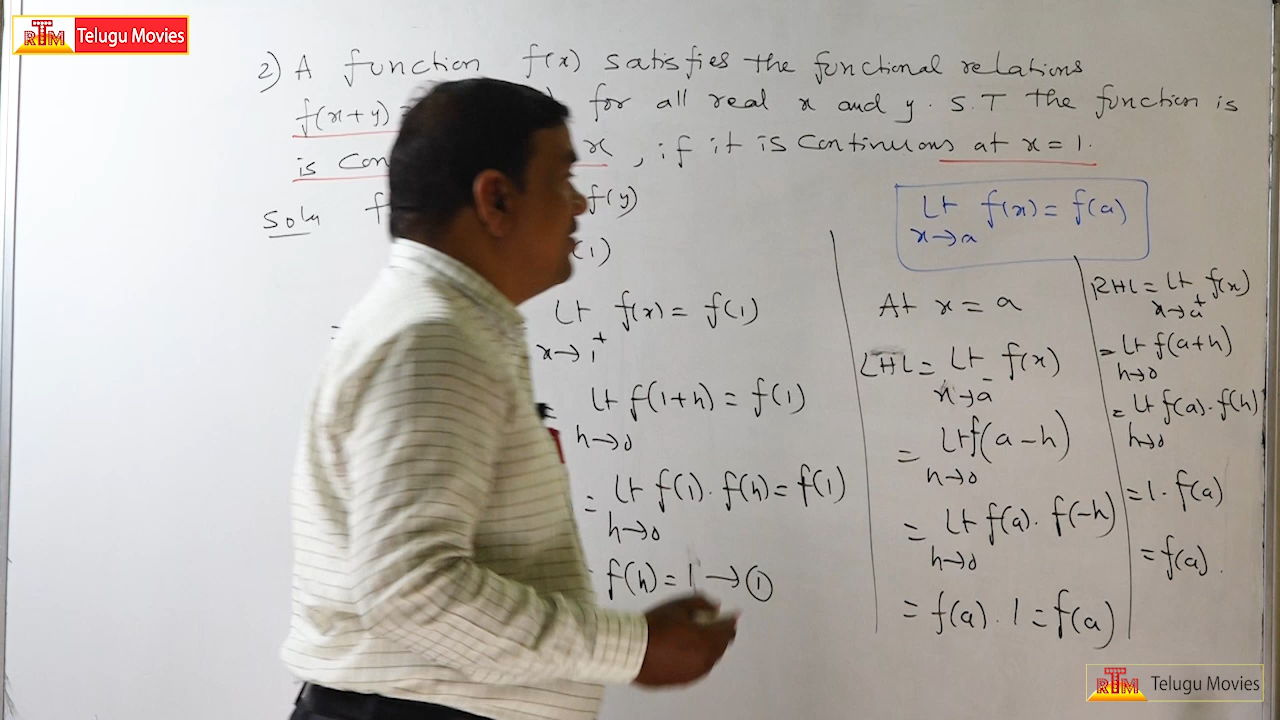 RTM Telugu Movies
2) A function f(x) satisfies the functional relations
f(x+y) for all real x and y. S.T the function is
is con x, if it is continuous at x = 1.
Soln f f(y)
(1)
Lt f(x) = f(1)
x→1⁺
= Lt f(1+h) = f(1)
h→0
= Lt f(1). f(h) = f(1)
h→0
f(h) = 1 → ①
Lt f(x) = f(a)
x→a
At x = a
LHL = Lt f(x)
x→a⁻
= Lt f(a-h)
h→0
= Lt f(a). f(-h)
h→0
= f(a). 1 = f(a)
RHL = Lt f(x)
x→a⁺
= Lt f(a+h)
h→0
= Lt f(a). f(h)
h→0
= 1. f(a)
= f(a).
RTM Telugu Movies